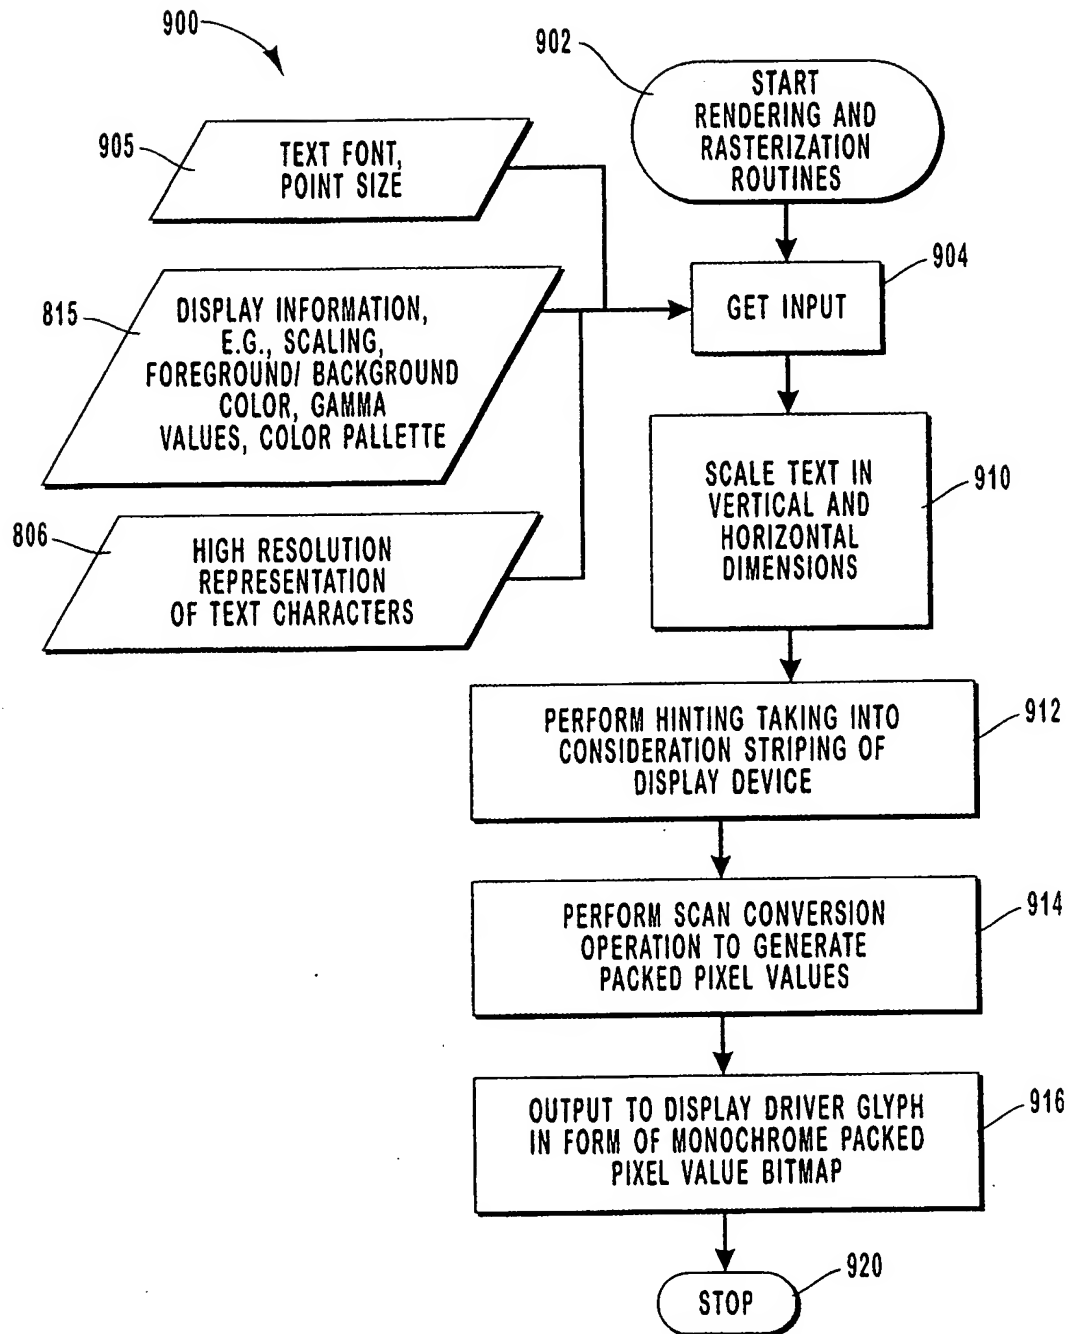 900
902
START
RENDERING AND
RASTERIZATION
ROUTINES
905
TEXT FONT,
POINT SIZE
904
GET INPUT
815
DISPLAY INFORMATION,
E.G., SCALING,
FOREGROUND/ BACKGROUND
COLOR, GAMMA
VALUES, COLOR PALLETTE
806
HIGH RESOLUTION
REPRESENTATION
OF TEXT CHARACTERS
910
SCALE TEXT IN
VERTICAL AND
HORIZONTAL
DIMENSIONS
912
PERFORM HINTING TAKING INTO
CONSIDERATION STRIPING OF
DISPLAY DEVICE
914
PERFORM SCAN CONVERSION
OPERATION TO GENERATE
PACKED PIXEL VALUES
916
OUTPUT TO DISPLAY DRIVER GLYPH
IN FORM OF MONOCHROME PACKED
PIXEL VALUE BITMAP
920
STOP